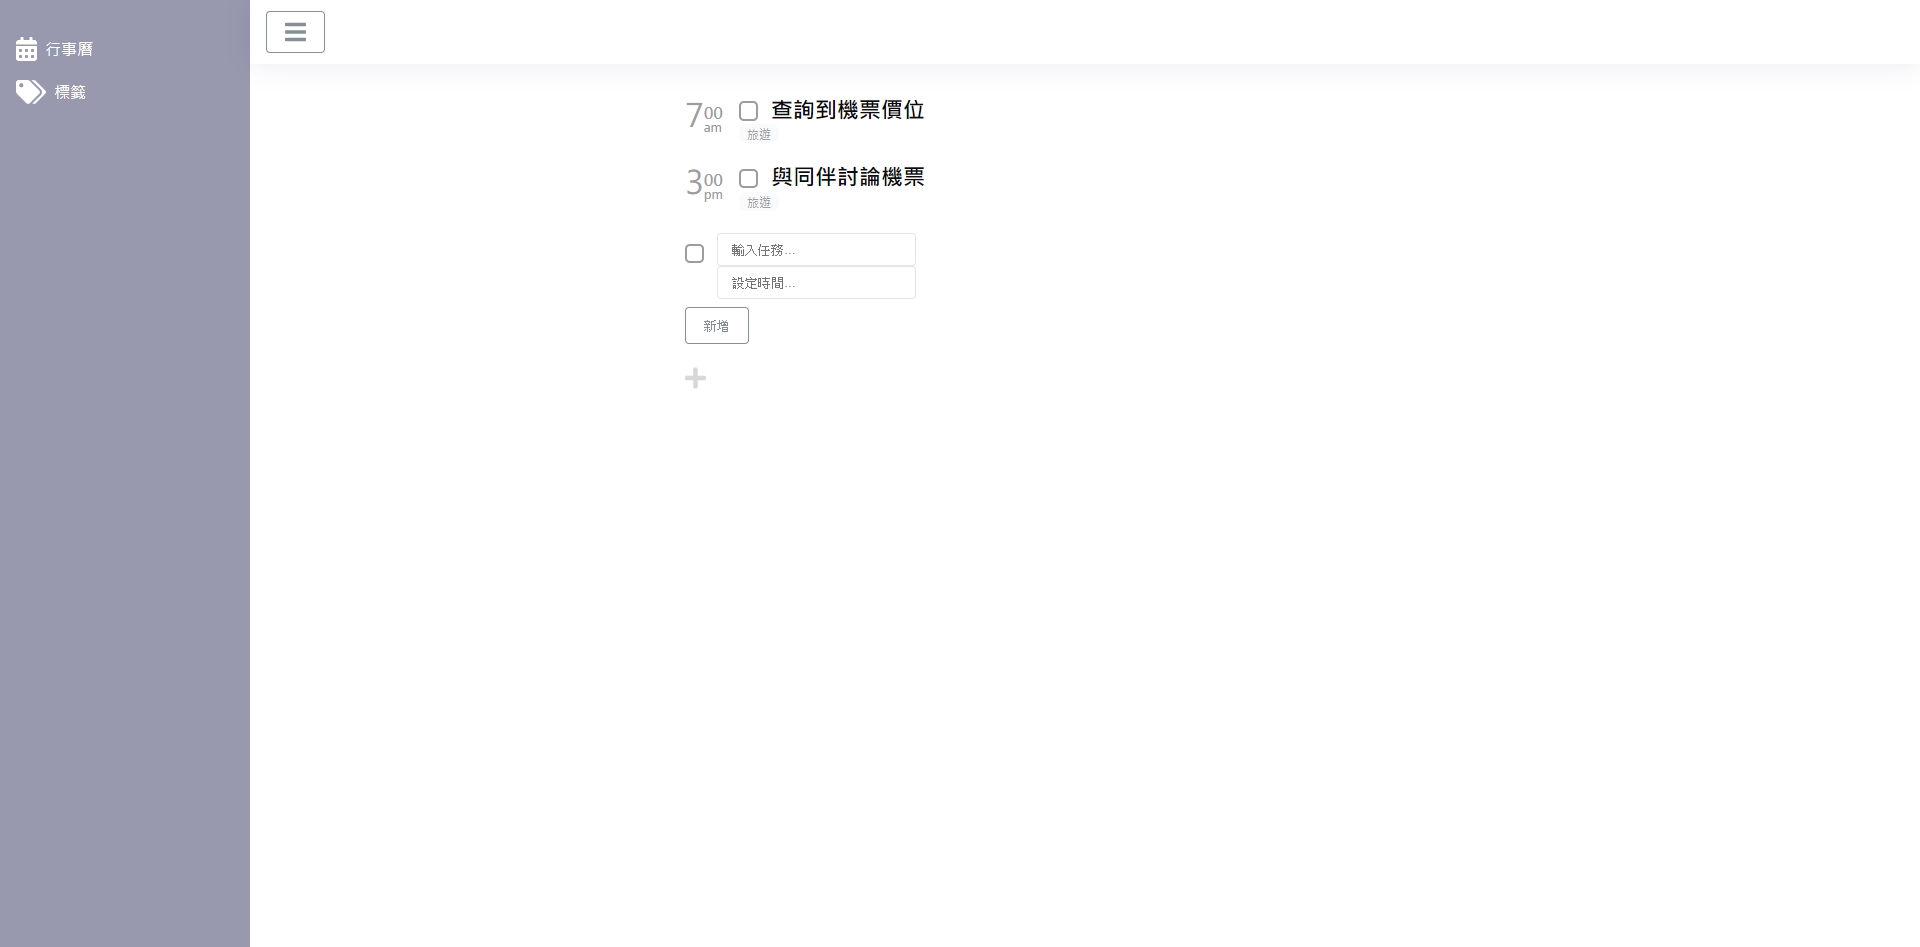 行事曆
標籤
7 00 am
查詢到機票價位
旅遊
3 00 pm
與同伴討論機票
旅遊
輸入任務...
設定時間...
新增